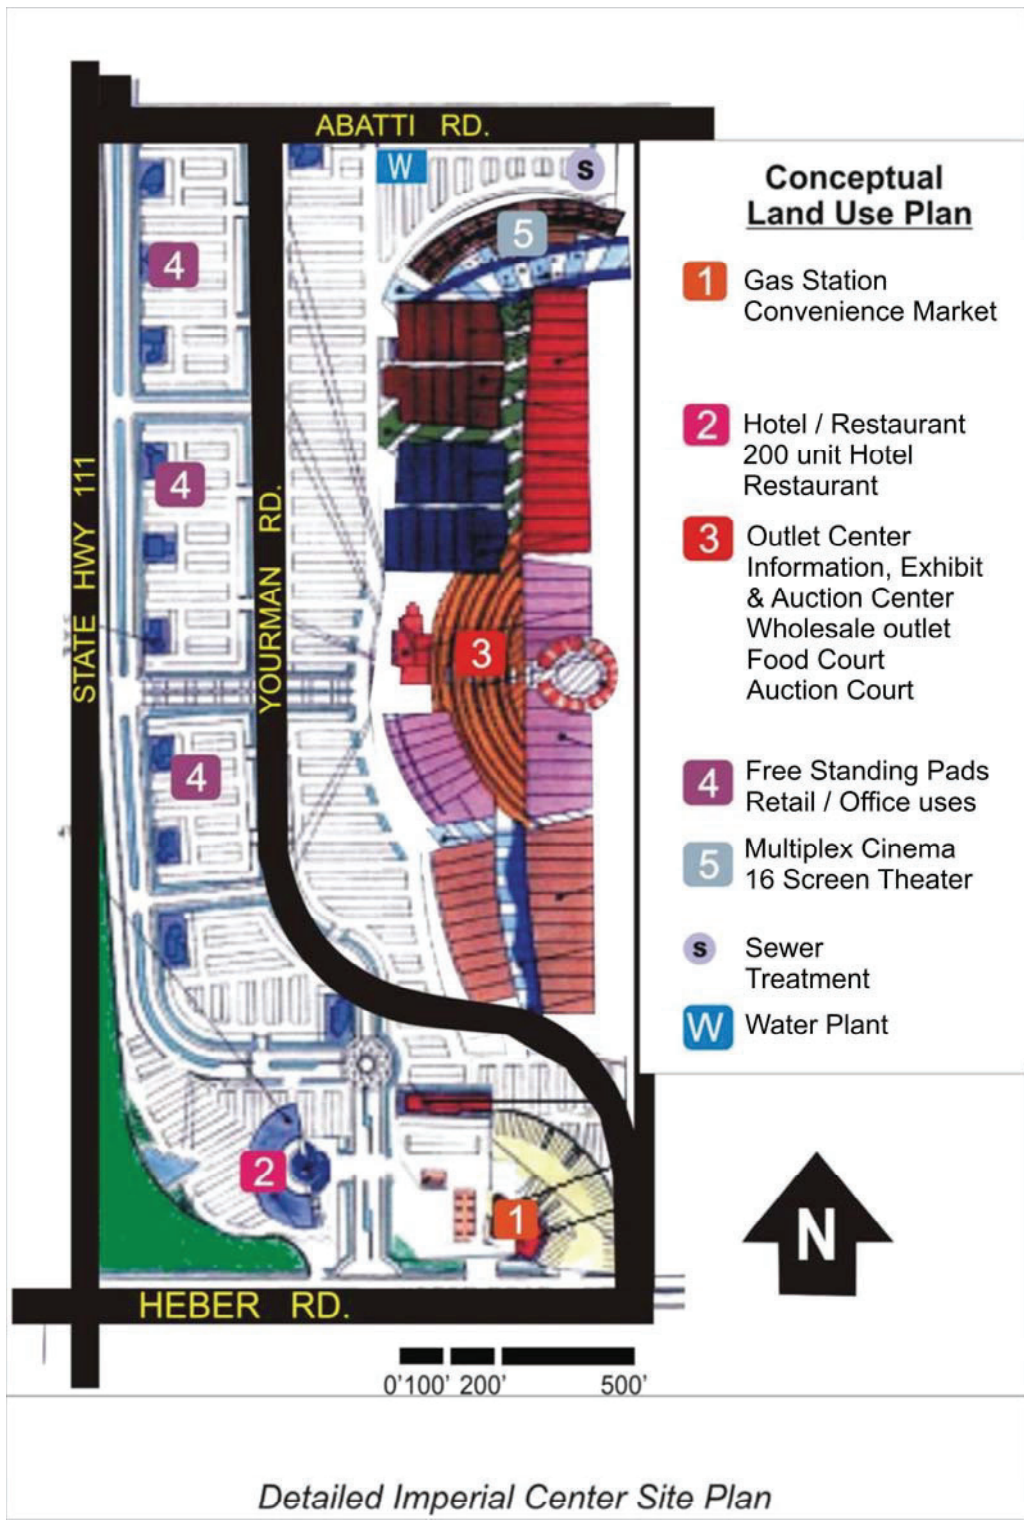 ABATTI RD.
W
S
5
4
4
STATE HWY 111
YOURMAN RD.
3
4
2
1
HEBER RD.
0'100' 200' 500'
Conceptual
Land Use Plan
1 Gas Station
Convenience Market
2 Hotel / Restaurant
200 unit Hotel
Restaurant
3 Outlet Center
Information, Exhibit
& Auction Center
Wholesale outlet
Food Court
Auction Court
4 Free Standing Pads
Retail / Office uses
5 Multiplex Cinema
16 Screen Theater
S Sewer
Treatment
W Water Plant
N
Detailed Imperial Center Site Plan